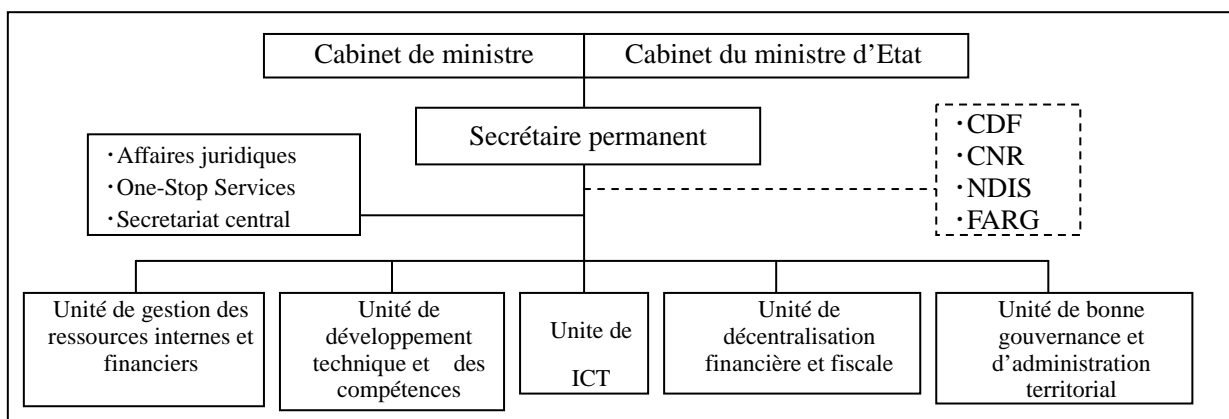 Cabinet de ministre
Cabinet du ministre d’Etat
Secrétaire permanent
・Affaires juridiques
・One-Stop Services
・Secretariat central
・CDF
・CNR
・NDIS
・FARG
Unité de gestion des
ressources internes et
financiers
Unité de
développement
technique et des
compétences
Unite de
ICT
Unité de
décentralisation
financière et fiscale
Unité de bonne
gouvernance et
d’administration
territorial